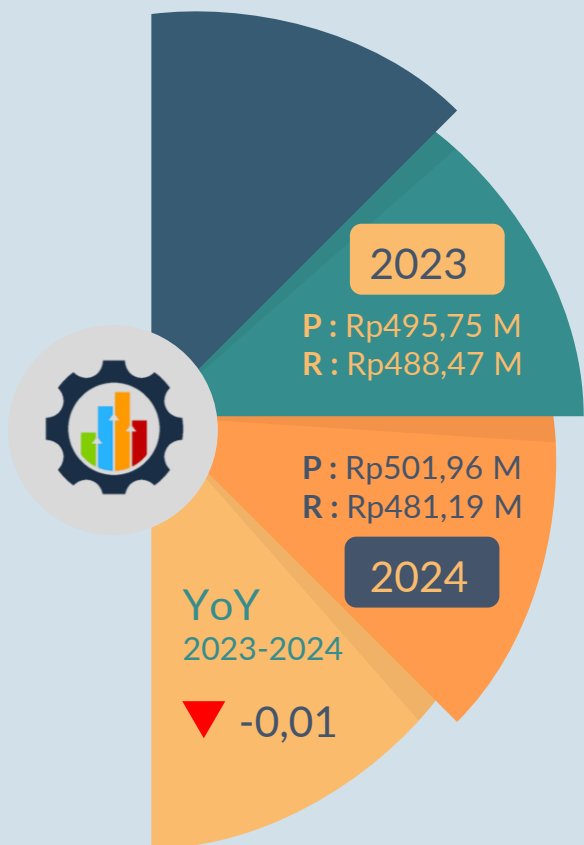 2023
P : Rp495,75 M
R : Rp488,47 M
P : Rp501,96 M
R : Rp481,19 M
2024
YoY
2023-2024
-0,01